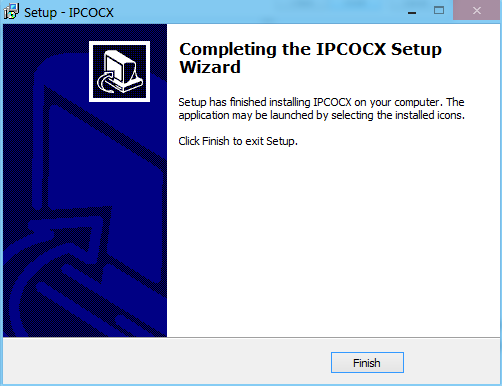 Setup - IPCOCX
Completing the IPCOCX Setup
Wizard
Setup has finished installing IPCOCX on your computer. The
application may be launched by selecting the installed icons.
Click Finish to exit Setup.
Finish